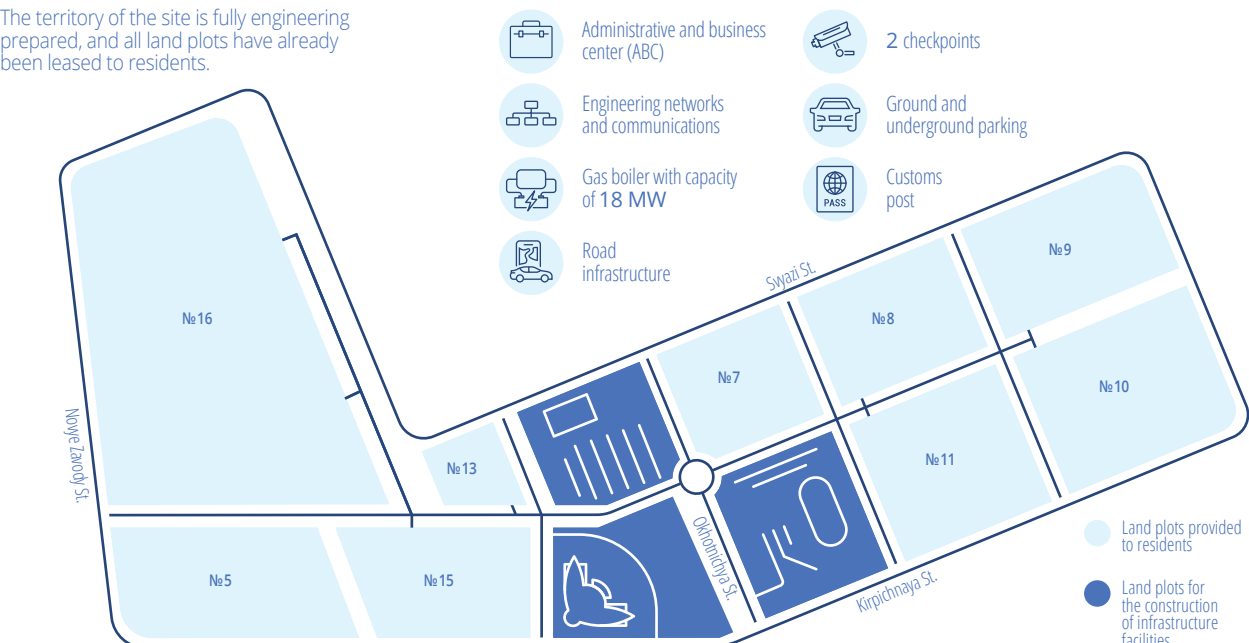 The territory of the site is fully engineering
prepared, and all land plots have already
been leased to residents.
Administrative and business
center (ABC)
2 checkpoints
Engineering networks
and communications
Ground and
underground parking
Gas boiler with capacity
of 18 MW
PASS
Customs
post
Road
infrastructure
Svyazi St.
№9
№16
№8
№7
№10
Novye Zavody St.
№13
№11
Okhotnichya St.
№5
№15
Kirpichnaya St.
Land plots provided
to residents
Land plots for
the construction
of infrastructure
facilities